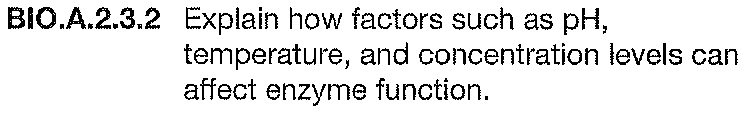 BIO.A.2.3.2 Explain how factors such as pH,
temperature, and concentration levels can
affect enzyme function.